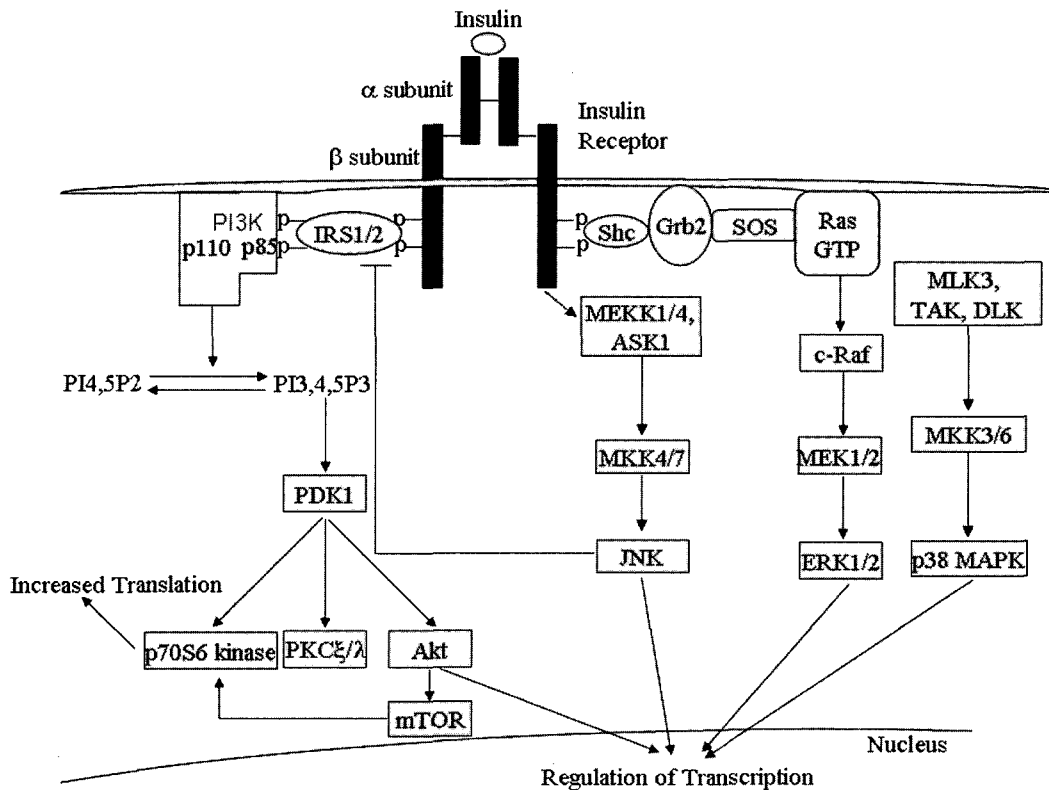 Insulin
α subunit
Insulin
Receptor
β subunit
PI3K
p110 p85
p
p
IRS1/2
p
p
p
p
Shc
Grb2
SOS
Ras
GTP
MEKK1/4,
ASK1
MLK3,
TAK, DLK
c-Raf
PI4,5P2
PI3,4,5P3
MKK4/7
MEK1/2
MKK3/6
PDK1
JNK
ERK1/2
p38 MAPK
Increased Translation
p70S6 kinase
PKCξ/λ
Akt
mTOR
Nucleus
Regulation of Transcription